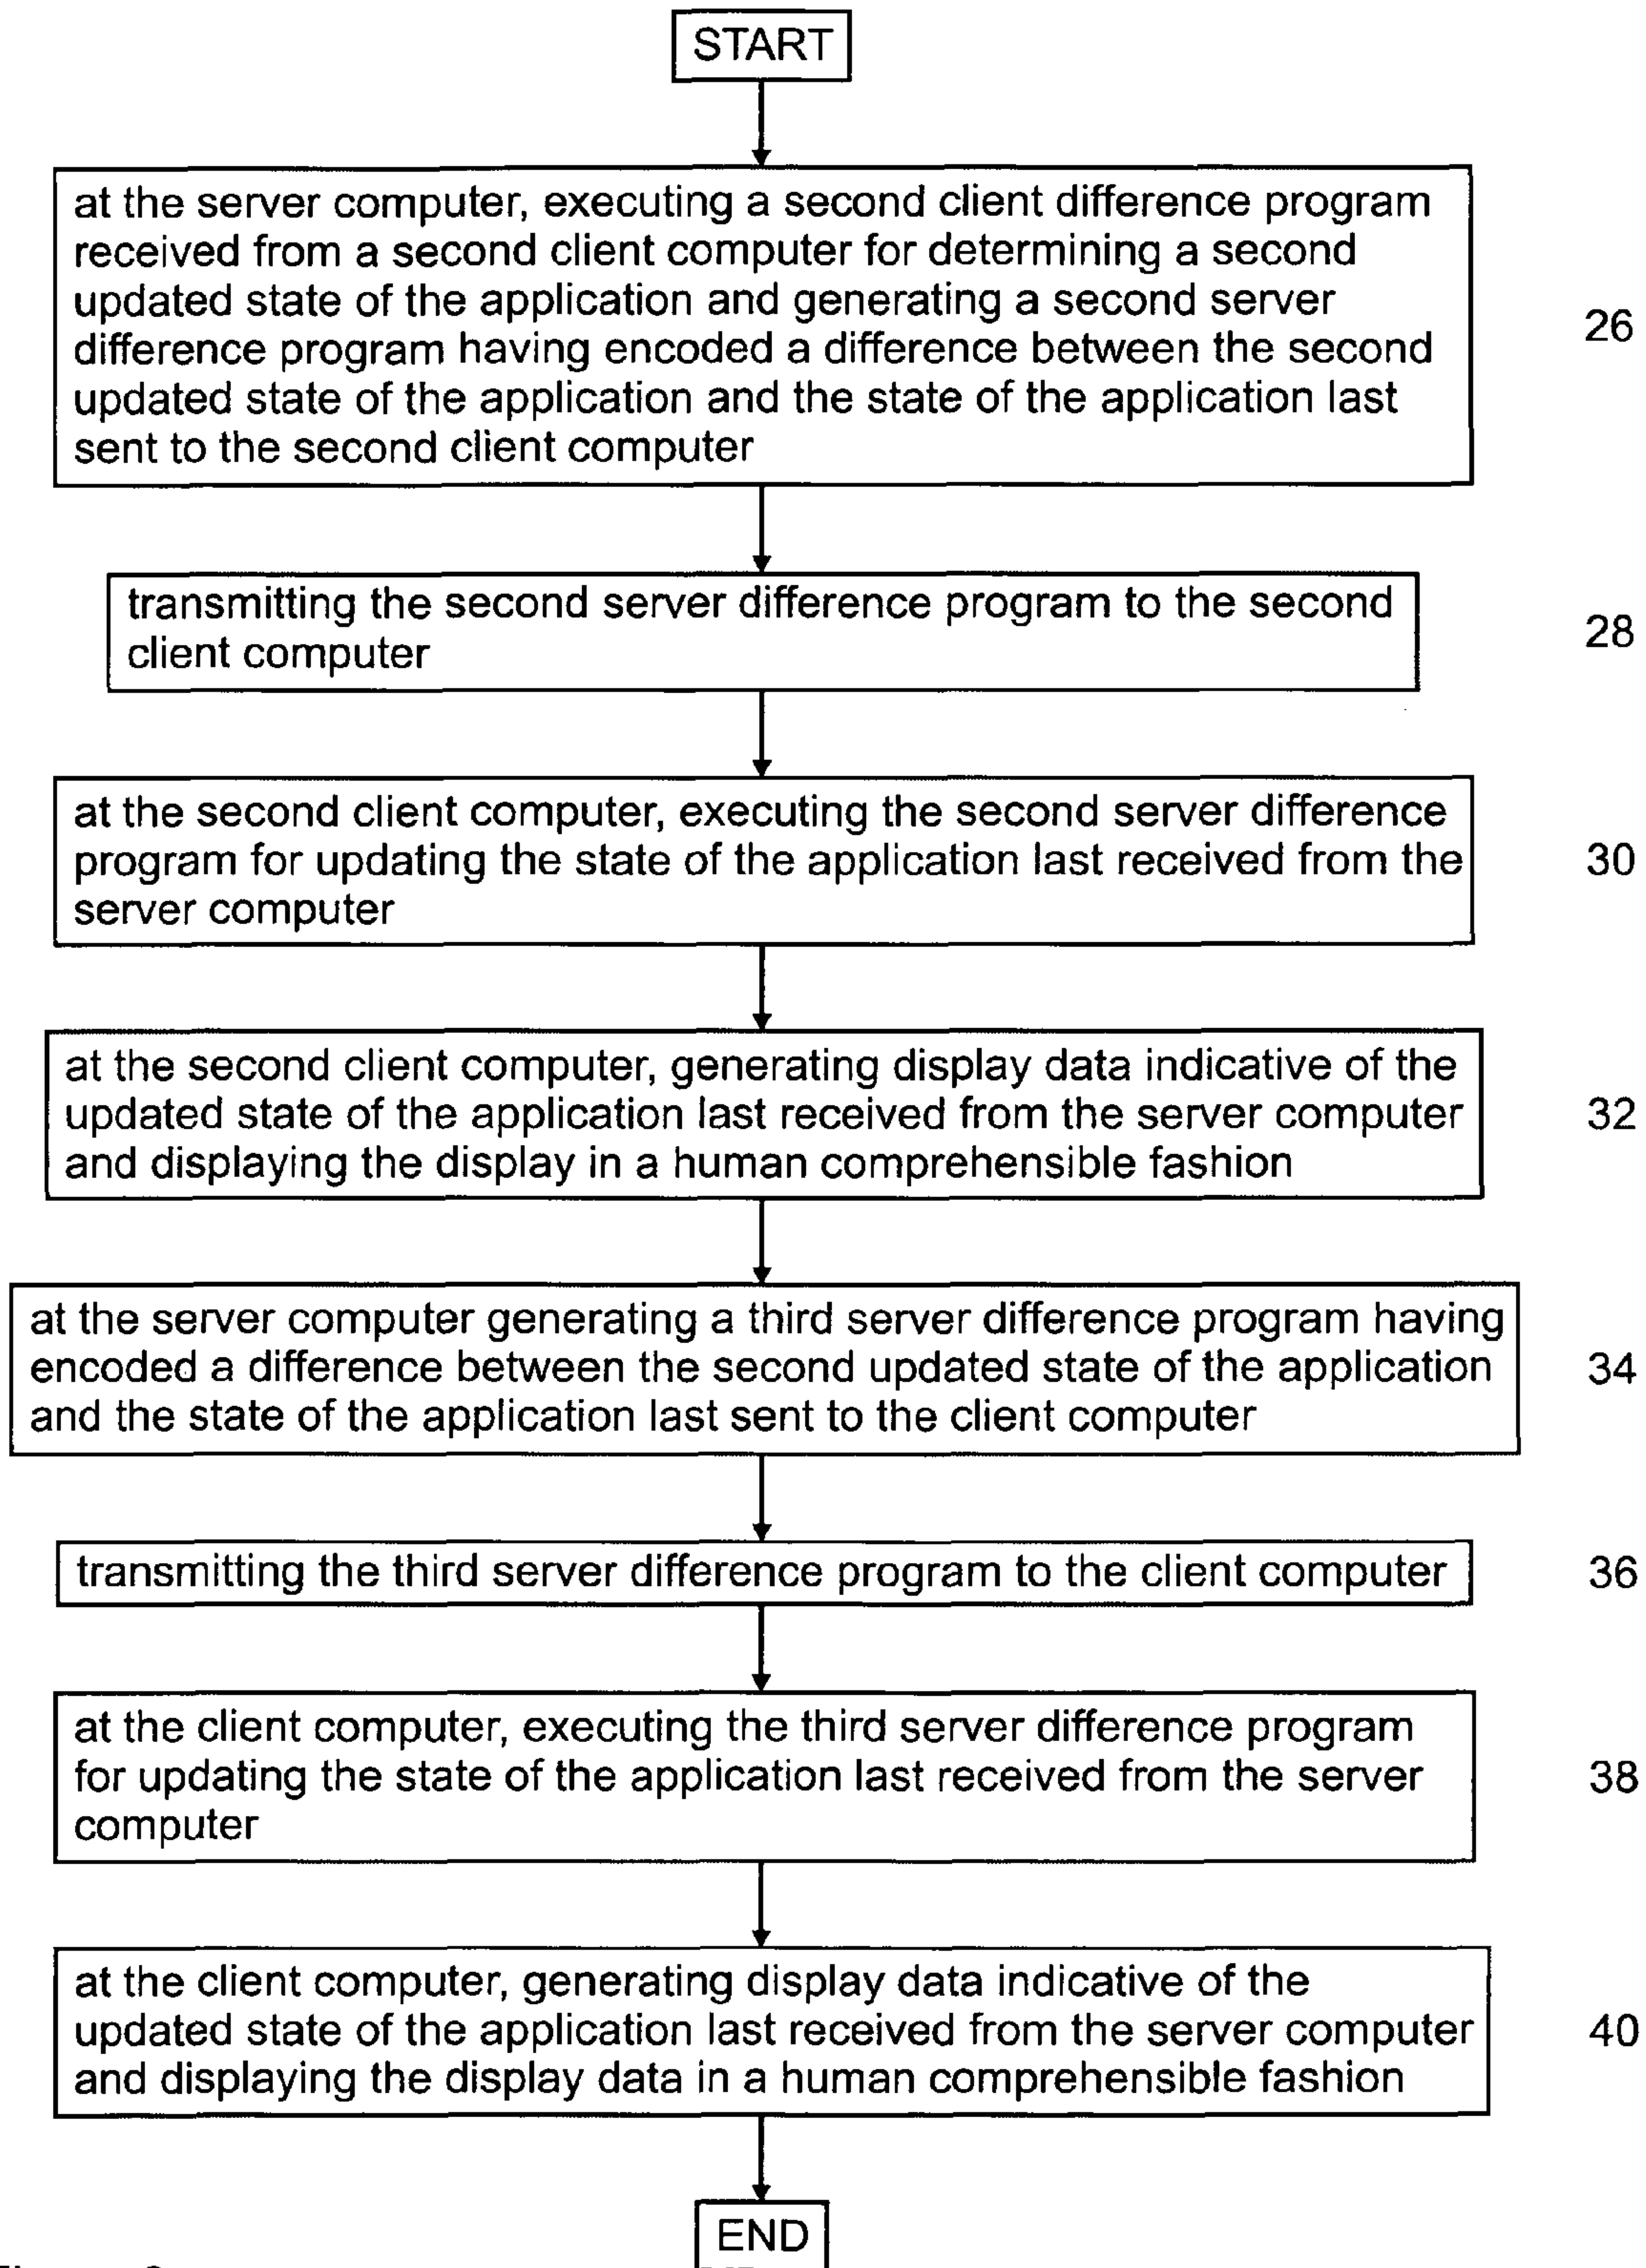 START
at the server computer, executing a second client difference program
received from a second client computer for determining a second
updated state of the application and generating a second server
difference program having encoded a difference between the second
updated state of the application and the state of the application last
sent to the second client computer
26
transmitting the second server difference program to the second
client computer
28
at the second client computer, executing the second server difference
program for updating the state of the application last received from the
server computer
30
at the second client computer, generating display data indicative of the
updated state of the application last received from the server computer
and displaying the display in a human comprehensible fashion
32
at the server computer generating a third server difference program having
encoded a difference between the second updated state of the application
and the state of the application last sent to the client computer
34
transmitting the third server difference program to the client computer
36
at the client computer, executing the third server difference program
for updating the state of the application last received from the server
computer
38
at the client computer, generating display data indicative of the
updated state of the application last received from the server computer
and displaying the display data in a human comprehensible fashion
40
END